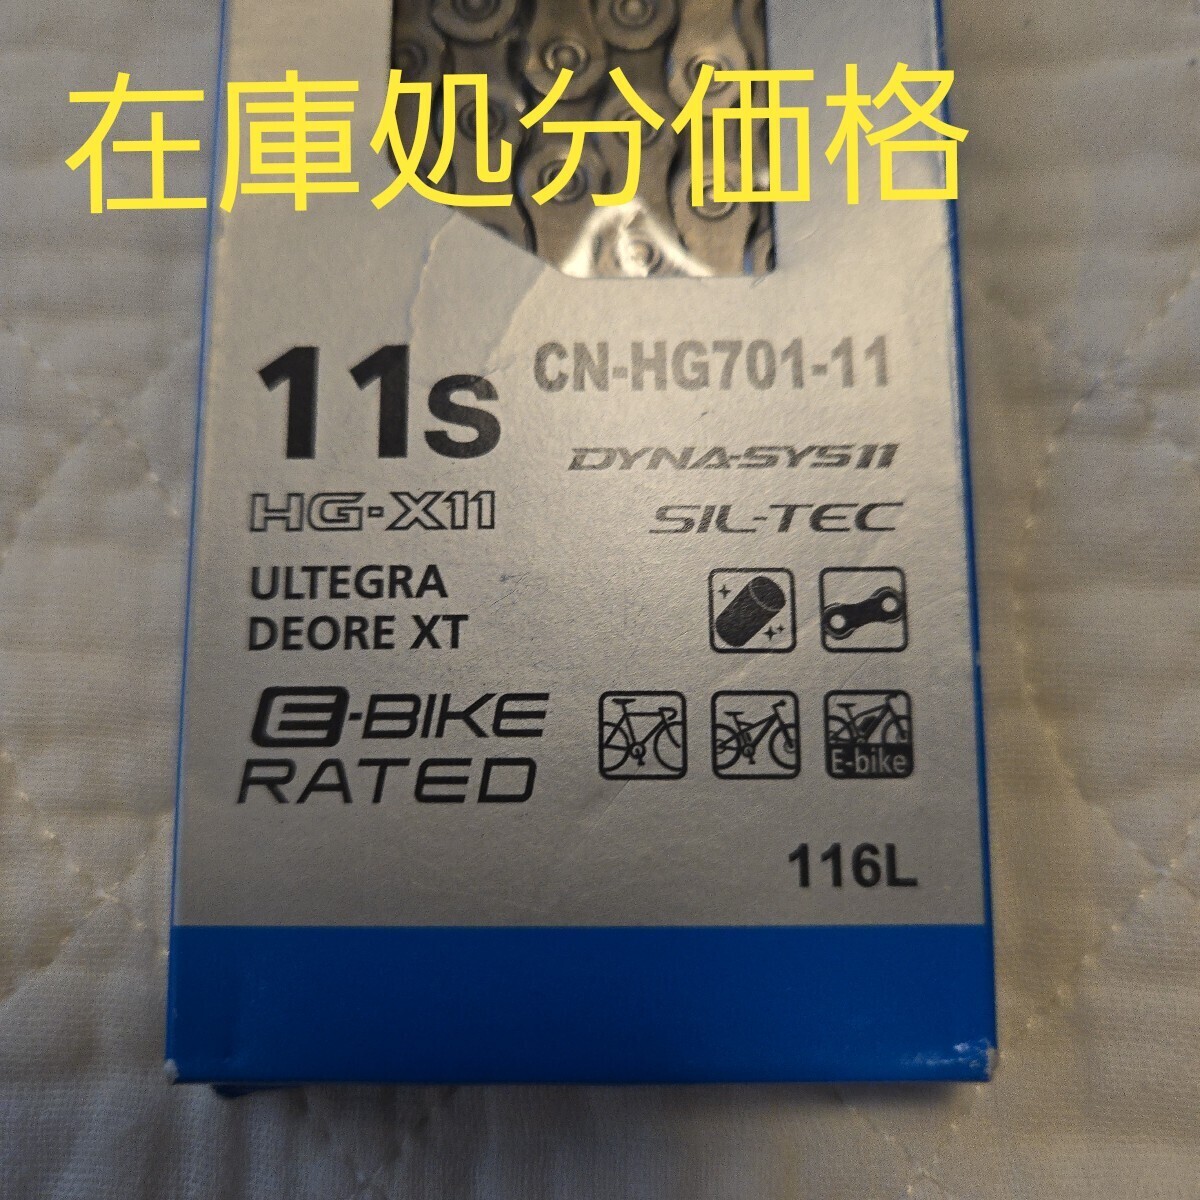 在庫処分価格
11s
CN-HG701-11
DYNA-SYS11
HG-X11
SIL-TEC
ULTEGRA
DEORE XT
E-BIKE
RATED
E-bike
116L